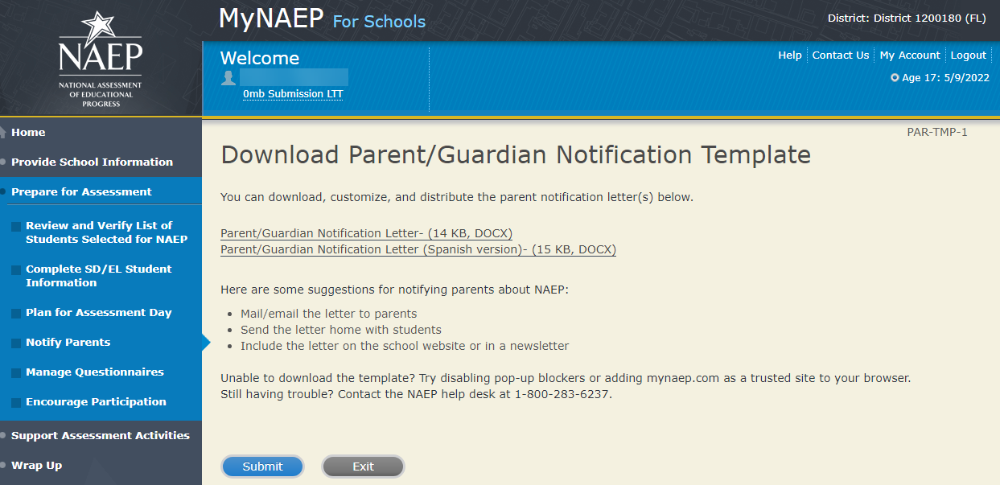 NAEP
NATIONAL ASSESSMENT
OF EDUCATIONAL
PROGRESS
MyNAEP For Schools
District: District 1200180 (FL)
Welcome
0mb Submission LTT
Help
Contact Us
My Account
Logout
Age 17: 5/9/2022
Home
Provide School Information
Prepare for Assessment
Review and Verify List of
Students Selected for NAEP
Complete SD/EL Student
Information
Plan for Assessment Day
Notify Parents
Manage Questionnaires
Encourage Participation
Support Assessment Activities
Wrap Up
PAR-TMP-1
Download Parent/Guardian Notification Template
You can download, customize, and distribute the parent notification letter(s) below.
Parent/Guardian Notification Letter- (14 KB, DOCX)
Parent/Guardian Notification Letter (Spanish version)- (15 KB, DOCX)
Here are some suggestions for notifying parents about NAEP:
• Mail/email the letter to parents
• Send the letter home with students
• Include the letter on the school website or in a newsletter
Unable to download the template? Try disabling pop-up blockers or adding mynaep.com as a trusted site to your browser.
Still having trouble? Contact the NAEP help desk at 1-800-283-6237.
Submit
Exit